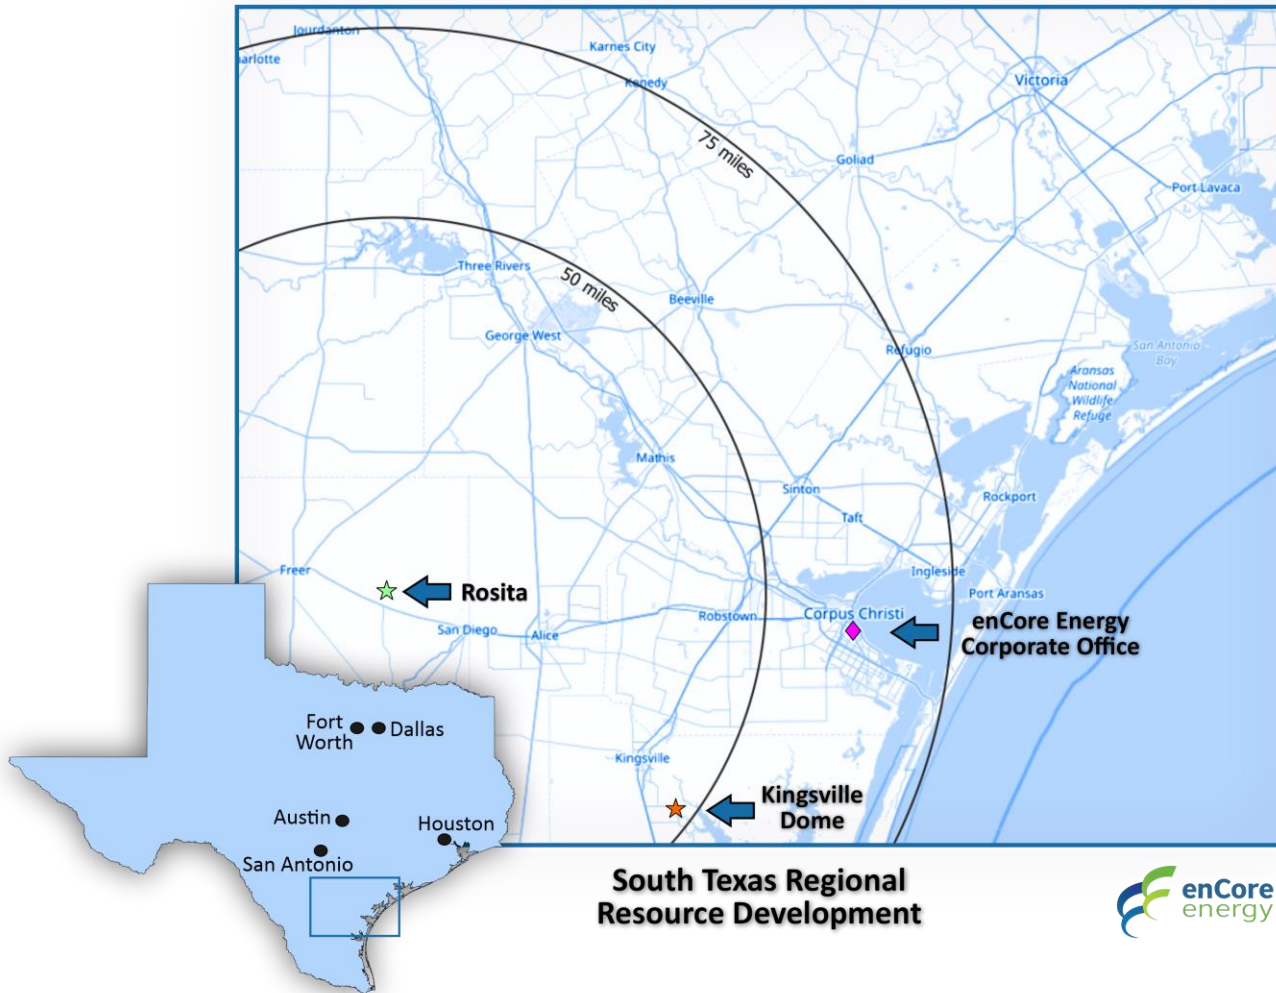 Jourdanton
arlotte
Karnes City
Kenedy
Victoria
75 miles
Goliad
Port Lavaca
Three Rivers
50 miles
Beeville
George West
Refugio
San Antonio
Bay
Aransas
National
Wildlife
Refuge
Mathis
Sinton
Rockport
Taft
Freer
Ingleside
Rosita
Port Aransas
Robstown
Corpus Christi
San Diego
Alice
enCore Energy
Corporate Office
Kingsville
Kingsville
Dome
Fort
Worth
Dallas
Austin
Houston
San Antonio
South Texas Regional
Resource Development
enCore
energy